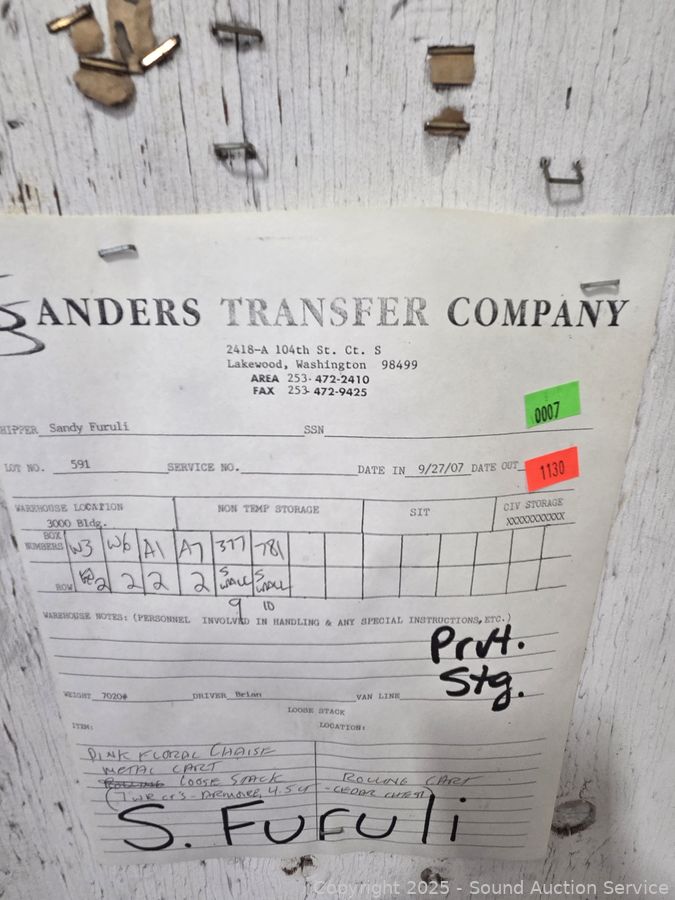 SANDERS TRANSFER COMPANY
2418-A 104th St. Ct. S
Lakewood, Washington 98499
AREA 253-472-2410
FAX 253-472-9425
0007
HIPPER Sandy Furuli SSN
LOT NO. 591 SERVICE NO. DATE IN 9/27/07 DATE OUT 1130
WAREHOUSE LOCATION NON TEMP STORAGE SIT CIV STORAGE
3000 Bldg. XXXXXXXXXXX
BOX NUMBERS W3 W6 A1 A7 377 781
ROW 2 2 2 2 S WALL S WALL
9 10
WAREHOUSE NOTES: (PERSONNEL INVOLVED IN HANDLING & ANY SPECIAL INSTRUCTIONS, ETC.)
Prvt.
Stg.
WEIGHT 7020# DRIVER Brian VAN LINE
LOOSE STACK
ITEM: LOCATION:
PINK FLORAL CHAISE
METAL CART
LOOSE STACK ROLLING CART
ARMOIRE 4.54 - CEDAR CHEST
S. Furuli
Copyright 2025 - Sound Auction Service